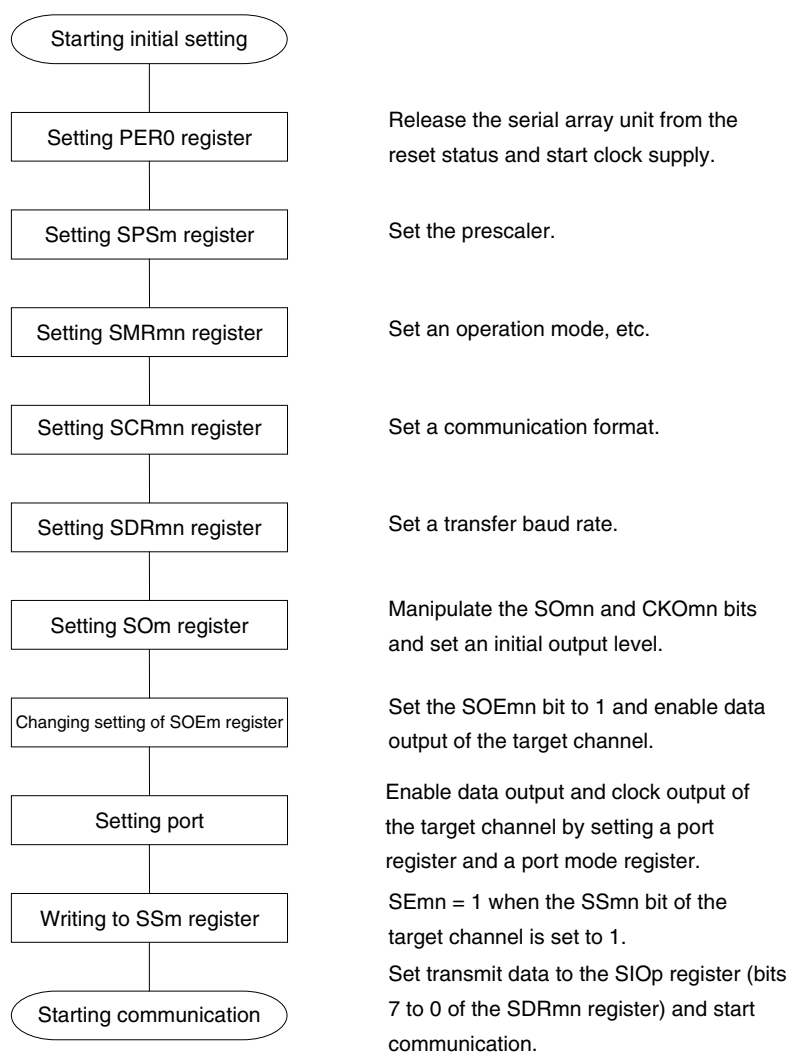 Starting initial setting
Setting PER0 register
Release the serial array unit from the
reset status and start clock supply.
Setting SPSm register
Set the prescaler.
Setting SMRmn register
Set an operation mode, etc.
Setting SCRmn register
Set a communication format.
Setting SDRmn register
Set a transfer baud rate.
Setting SOm register
Manipulate the SOmn and CKOmn bits
and set an initial output level.
Changing setting of SOEm register
Set the SOEmn bit to 1 and enable data
output of the target channel.
Setting port
Enable data output and clock output of
the target channel by setting a port
register and a port mode register.
Writing to SSm register
SEmn = 1 when the SSmn bit of the
target channel is set to 1.
Starting communication
Set transmit data to the SIOp register (bits
7 to 0 of the SDRmn register) and start
communication.